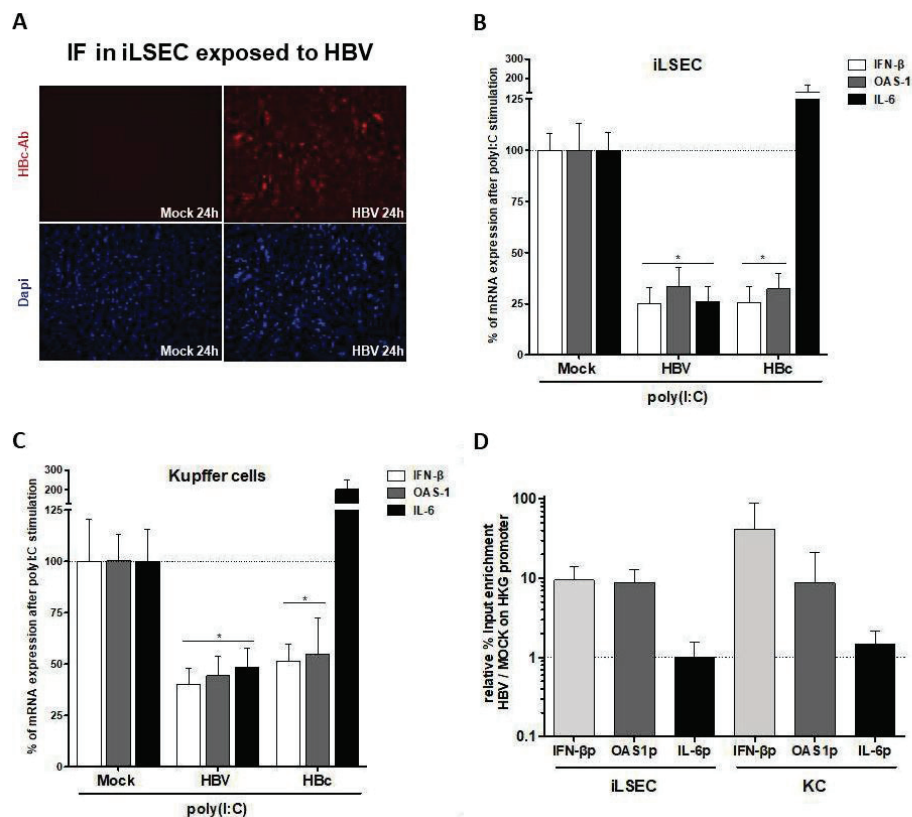 A
IF in iLSEC exposed to HBV
HBc-Ab
Mock 24h
HBV 24h
Dapi
Mock 24h
HBV 24h
B
iLSEC
IFN-β
OAS-1
IL-6
% of mRNA expression after polyI:C stimulation
300
200
125
100
75
50
25
0
*
*
Mock
HBV
HBc
poly(I:C)
C
Kupffer cells
IFN-β
OAS-1
IL-6
% of mRNA expression after poly I:C stimulation
300
200
125
100
75
50
25
0
*
*
Mock
HBV
HBc
poly(I:C)
D
relative % Input enrichment
HBV / MOCK on HKG promoter
100
10
1
0.1
IFN-βp
OAS1p
IL-6p
IFN-βp
OAS1p
IL-6p
iLSEC
KC